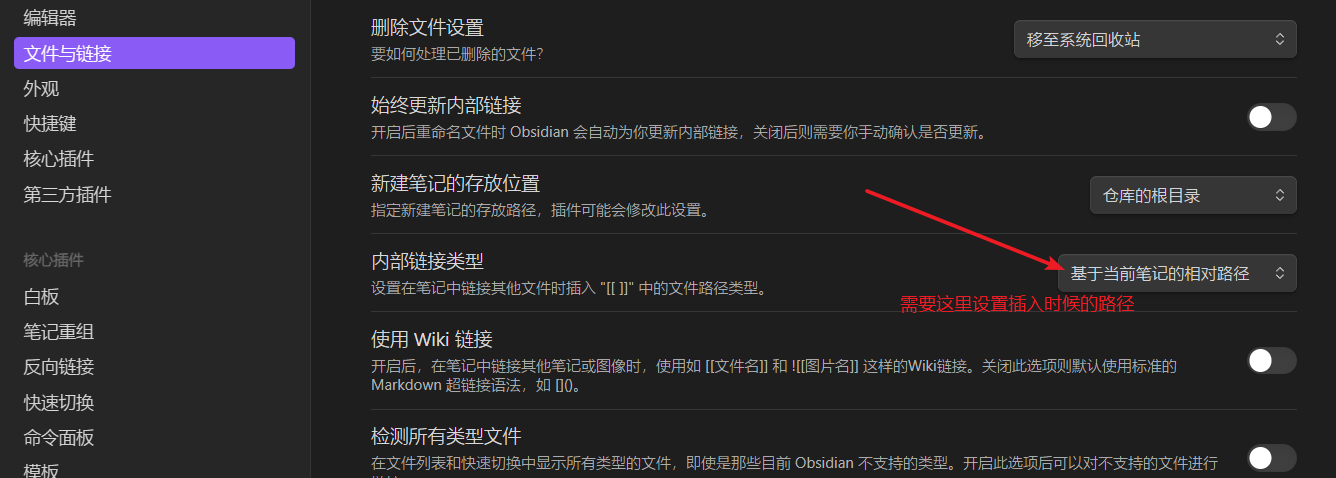 编辑器
文件与链接
外观
快捷键
核心插件
第三方插件
核心插件
白板
笔记重组
反向链接
快速切换
命令面板
模板
删除文件设置
要如何处理已删除的文件？
移至系统回收站
始终更新内部链接
开启后重命名文件时 Obsidian 会自动为你更新内部链接，关闭后则需要你手动确认是否更新。
新建笔记的存放位置
指定新建笔记的存放路径，插件可能会修改此设置。
仓库的根目录
内部链接类型
设置在笔记中链接其他文件时插入 "[[ ]]" 中的文件路径类型。
基于当前笔记的相对路径
需要这里设置插入时候的路径
使用 Wiki 链接
开启后，在笔记中链接其他笔记或图像时，使用如 [[文件名]] 和 ![[图片名]] 这样的Wiki链接。关闭此选项则默认使用标准的
Markdown 超链接语法，如 []()。
检测所有类型文件
在文件列表和快速切换中显示所有类型的文件，即使是那些目前 Obsidian 不支持的类型。开启此选项后可以对不支持的文件进行